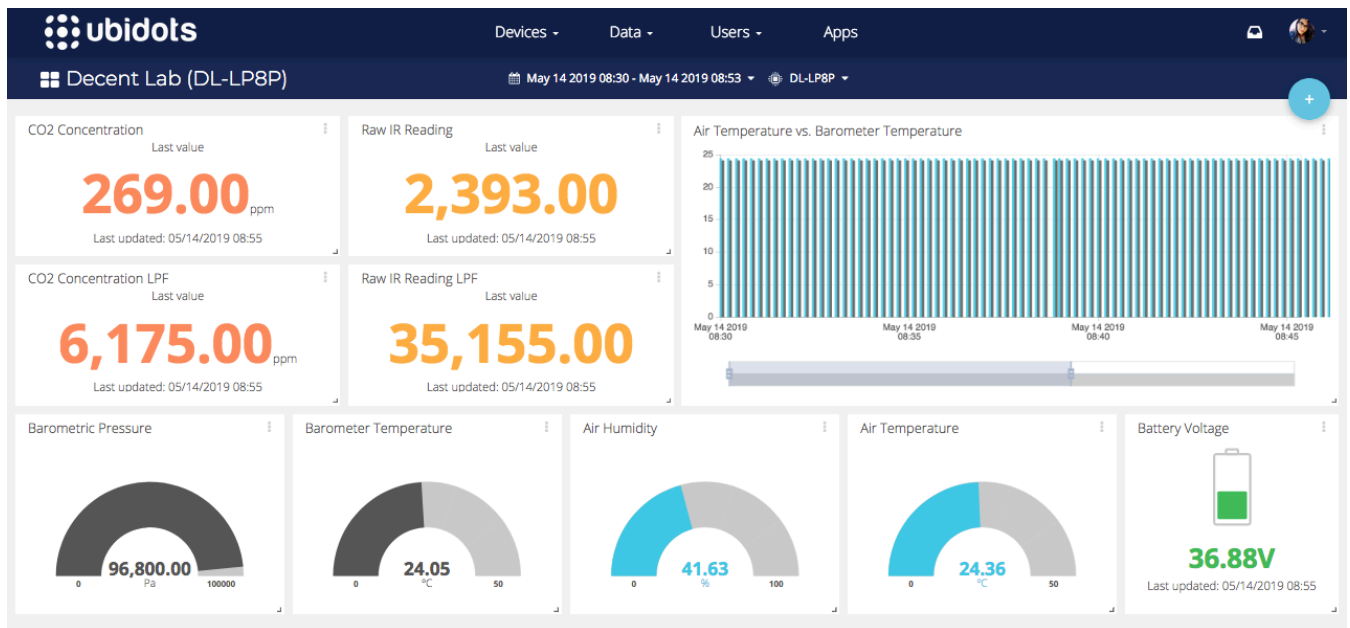 ubidots
Devices
Data
Users
Apps
Decent Lab (DL-LP8P)
May 14 2019 08:30 - May 14 2019 08:53
DL-LP8P
+
CO2 Concentration
Last value
269.00 ppm
Last updated: 05/14/2019 08:55
Raw IR Reading
Last value
2,393.00
Last updated: 05/14/2019 08:55
Air Temperature vs. Barometer Temperature
25
20
15
10
5
0
May 14 2019
08:30
May 14 2019
08:35
May 14 2019
08:40
May 14 2019
08:45
CO2 Concentration LPF
Last value
6,175.00 ppm
Last updated: 05/14/2019 08:55
Raw IR Reading LPF
Last value
35,155.00
Last updated: 05/14/2019 08:55
Barometric Pressure
96,800.00
Pa
0
100000
Barometer Temperature
24.05
°C
0
50
Air Humidity
41.63
%
0
100
Air Temperature
24.36
°C
0
50
Battery Voltage
36.88V
Last updated: 05/14/2019 08:55